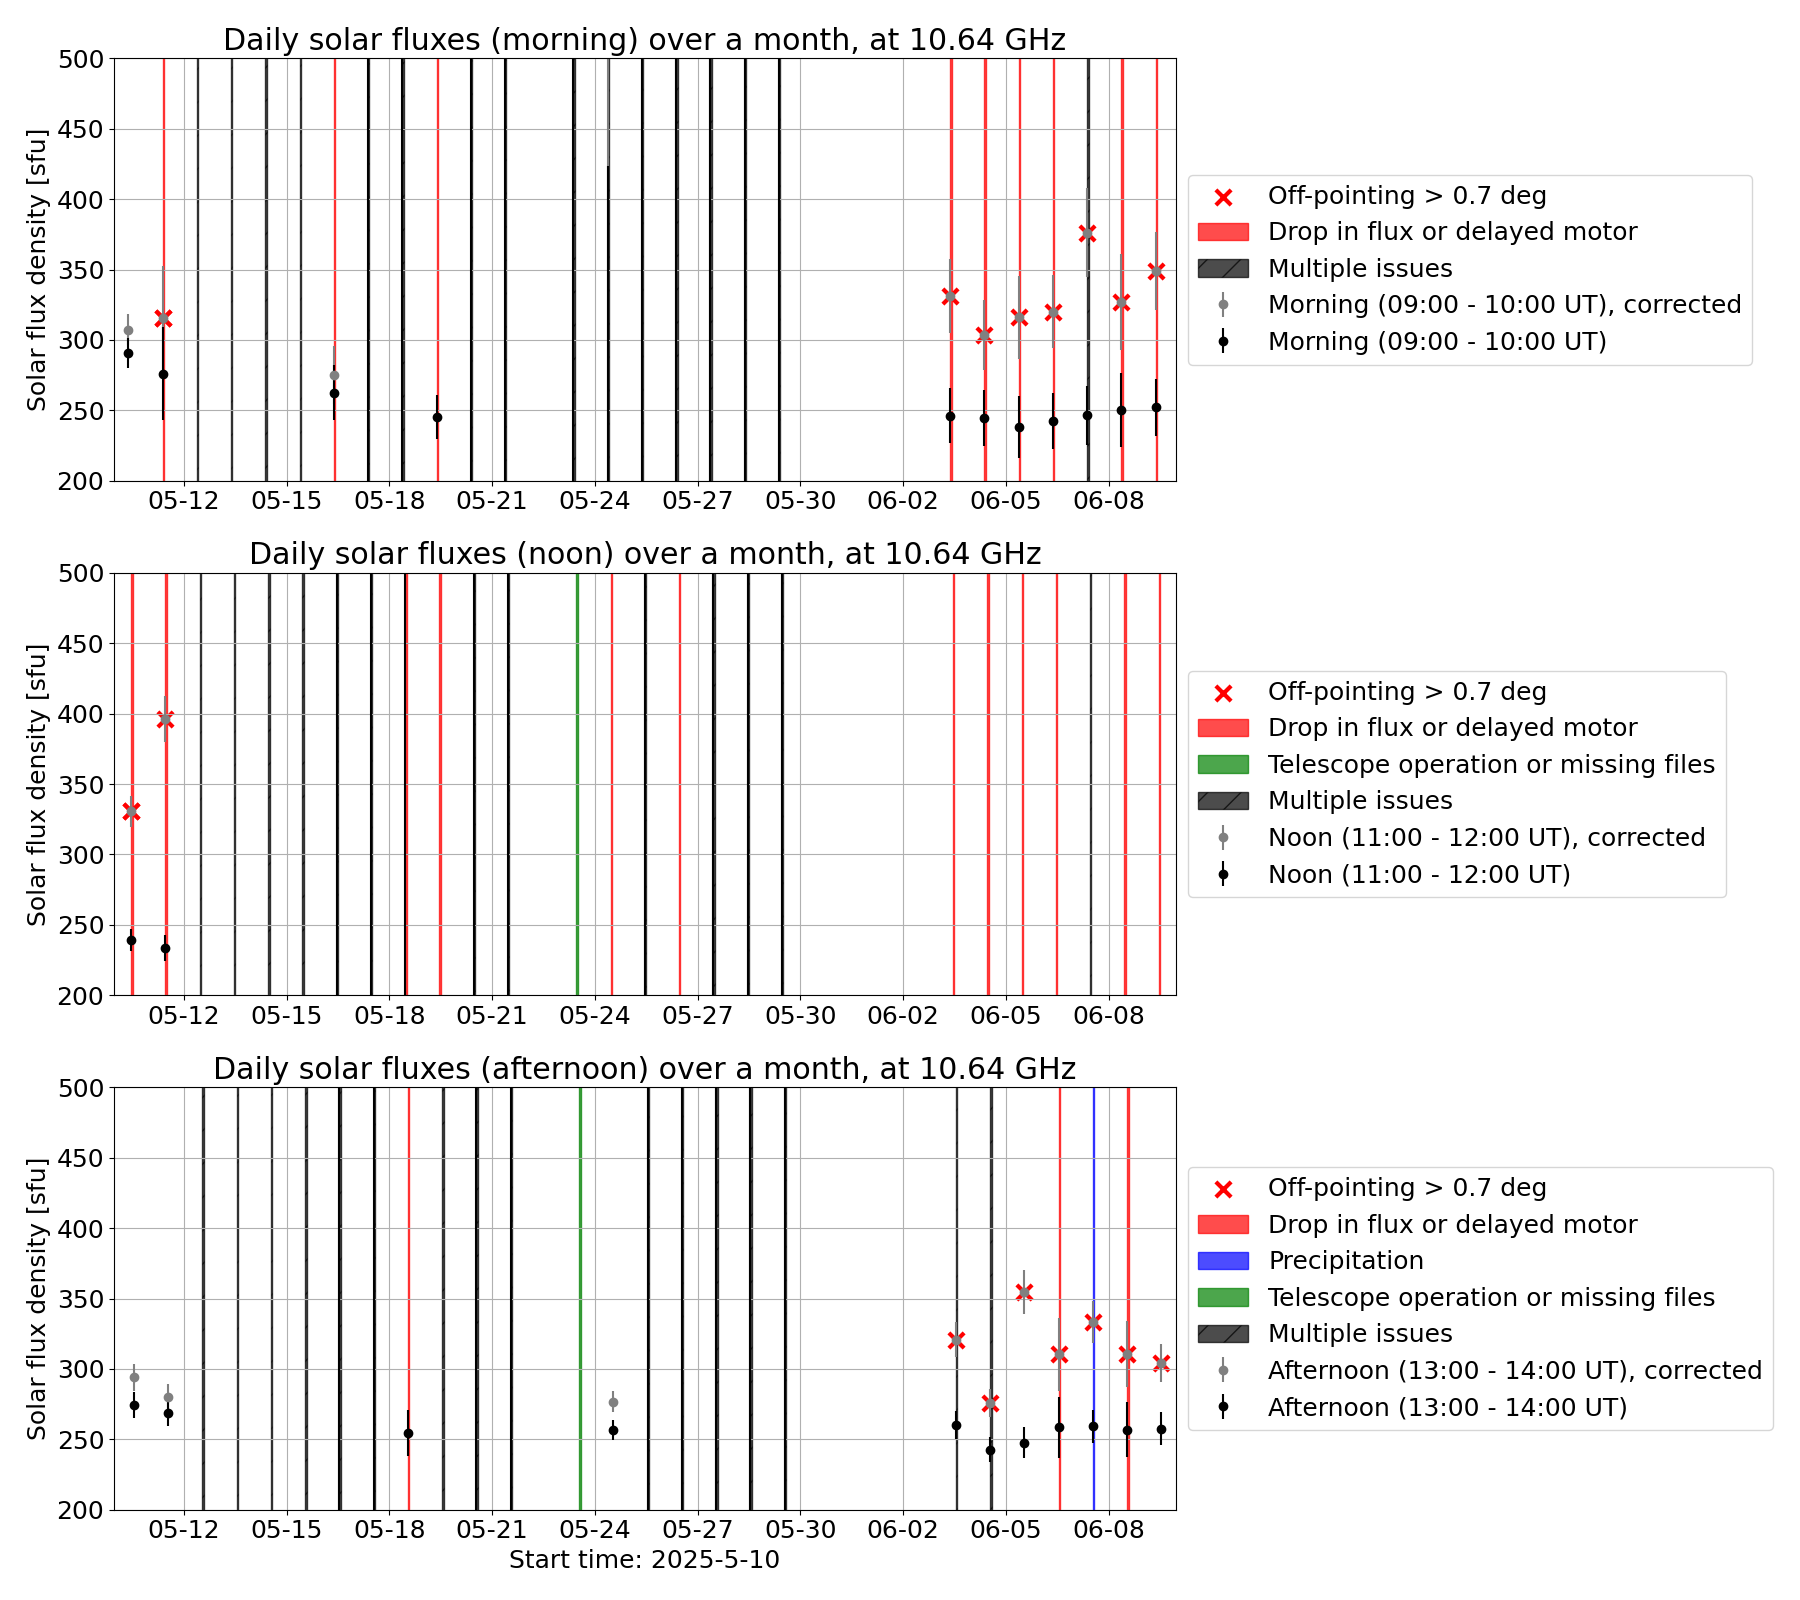 Daily solar fluxes (morning) over a month, at 10.64 GHz
500
450
400
350
300
250
200
Solar flux density [sfu]
05-12 05-15 05-18 05-21 05-24 05-27 05-30 06-02 06-05 06-08
Off-pointing > 0.7 deg
Drop in flux or delayed motor
Multiple issues
Morning (09:00 - 10:00 UT), corrected
Morning (09:00 - 10:00 UT)
Daily solar fluxes (noon) over a month, at 10.64 GHz
500
450
400
350
300
250
200
Solar flux density [sfu]
05-12 05-15 05-18 05-21 05-24 05-27 05-30 06-02 06-05 06-08
Off-pointing > 0.7 deg
Drop in flux or delayed motor
Telescope operation or missing files
Multiple issues
Noon (11:00 - 12:00 UT), corrected
Noon (11:00 - 12:00 UT)
Daily solar fluxes (afternoon) over a month, at 10.64 GHz
500
450
400
350
300
250
200
Solar flux density [sfu]
05-12 05-15 05-18 05-21 05-24 05-27 05-30 06-02 06-05 06-08
Start time: 2025-5-10
Off-pointing > 0.7 deg
Drop in flux or delayed motor
Precipitation
Telescope operation or missing files
Multiple issues
Afternoon (13:00 - 14:00 UT), corrected
Afternoon (13:00 - 14:00 UT)